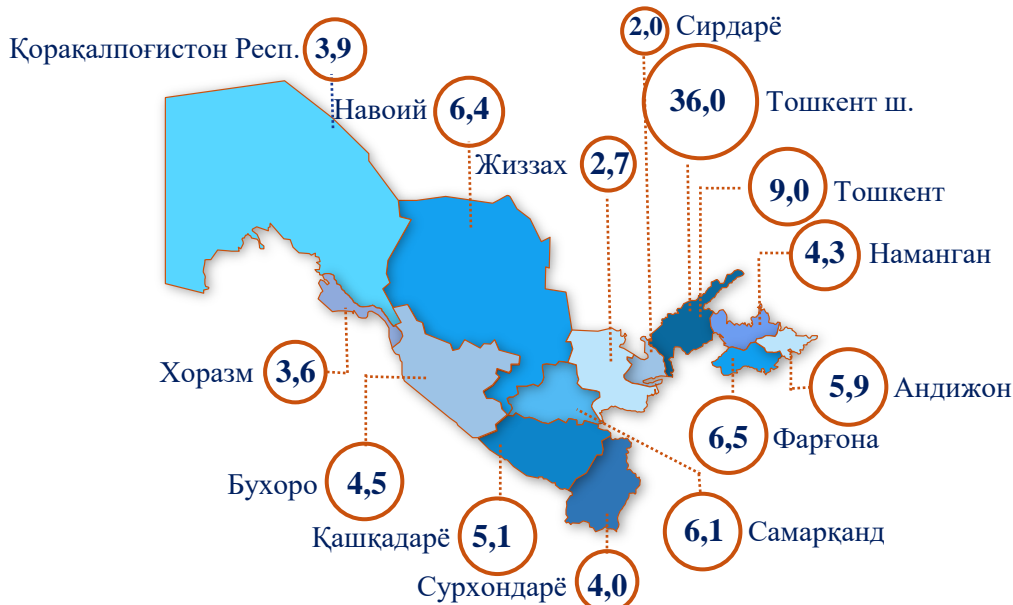 2,0 Сирдарё
Қорақалпоғистон Респ. 3,9
36,0 Тошкент ш.
Навоий 6,4
Жиззах 2,7
9,0 Тошкент
4,3 Наманган
Хоразм 3,6
5,9 Андижон
6,5 Фарғона
Бухоро 4,5
6,1 Самарқанд
Қашқадарё 5,1
Сурхондарё 4,0